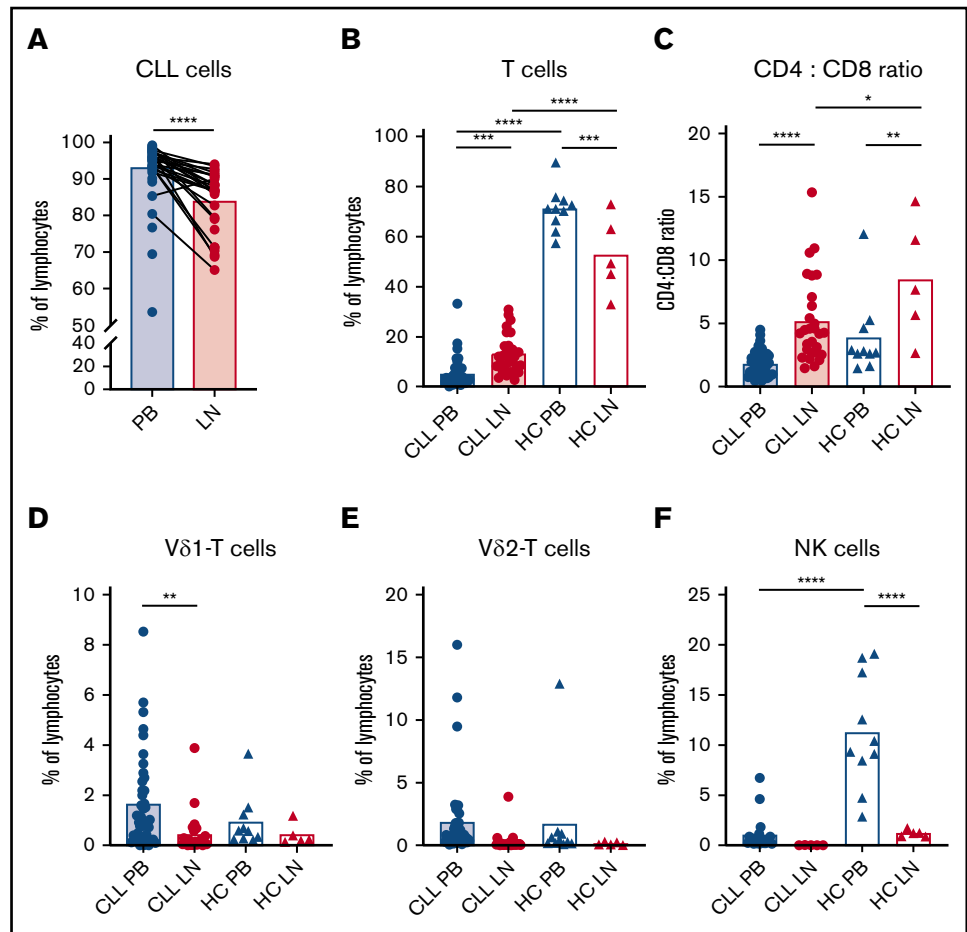 A
CLL cells
****
% of lymphocytes
100
90
80
70
60
50
40
20
0
PB
LN
B
T cells
****
****
***
***
% of lymphocytes
100
80
60
40
20
0
CLL PB
CLL LN
HC PB
HC LN
C
CD4 : CD8 ratio
*
****
**
CD4:CD8 ratio
20
15
10
5
0
CLL PB
CLL LN
HC PB
HC LN
D
Vδ1-T cells
**
% of lymphocytes
10
8
6
4
2
0
CLL PB
CLL LN
HC PB
HC LN
E
Vδ2-T cells
% of lymphocytes
20
15
10
5
0
CLL PB
CLL LN
HC PB
HC LN
F
NK cells
****
****
% of lymphocytes
25
20
15
10
5
0
CLL PB
CLL LN
HC PB
HC LN